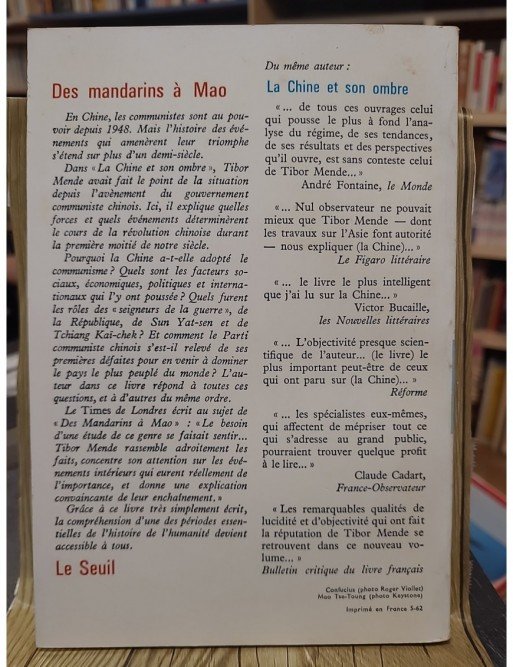 Des mandarins à Mao
En Chine, les communistes sont au pou-
voir depuis 1948. Mais l'histoire des évé-
nements qui amenèrent leur triomphe
s'étend sur plus d'un demi-siècle.
Dans « La Chine et son ombre », Tibor
Mende avait fait le point de la situation
depuis l'avènement du gouvernement
communiste chinois. Ici, il explique quelles
forces et quels événements déterminèrent
le cours de la révolution chinoise durant
la première moitié de notre siècle.
Pourquoi la Chine a-t-elle adopté le
communisme ? Quels sont les facteurs so-
ciaux, économiques, politiques et interna-
tionaux qui l'y ont poussée ? Quels furent
les rôles des « seigneurs de la guerre », de
la République, de Sun Yat-sen et de
Tchiang Kai-chek ? Et comment le Parti
communiste chinois s'est-il relevé de ses
premières défaites pour en venir à dominer
le pays le plus peuplé du monde ? L'au-
teur dans ce livre répond à toutes ces
questions, et à d'autres du même ordre.
Le Times de Londres écrit au sujet de
« Des Mandarins à Mao » : « Le besoin
d'une étude de ce genre se faisait sentir...
Tibor Mende rassemble adroitement les
faits, concentre son attention sur les évé-
nements intérieurs qui eurent réellement de
l'importance, et donne une explication
convaincante de leur enchaînement. »
Grâce à ce livre très simplement écrit,
la compréhension d'une des périodes essen-
tielles de l'histoire de l'humanité devient
accessible à tous.
Le Seuil
Du même auteur :
La Chine et son ombre
« ... de tous ces ouvrages celui
qui pousse le plus à fond l'ana-
lyse du régime, de ses tendances,
de ses résultats et des perspectives
qu'il ouvre, est sans conteste celui
de Tibor Mende... »
André Fontaine, le Monde
« ... Nul observateur ne pouvait
mieux que Tibor Mende — dont
les travaux sur l'Asie font autorité
— nous expliquer (la Chine)... »
Le Figaro littéraire
« ... le livre le plus intelligent
que j'ai lu sur la Chine... »
Victor Bucaille,
les Nouvelles littéraires
« ... L'objectivité presque scien-
tifique de l'auteur... (le livre) le
plus important peut-être de ceux
qui ont paru sur (la Chine)... »
Réforme
« ... les spécialistes eux-mêmes,
qui affectent de mépriser tout ce
qui s'adresse au grand public,
pourraient trouver quelque profit
à le lire... »
Claude Cadart,
France-Observateur
« Les remarquables qualités de
lucidité et d'objectivité qui ont fait
la réputation de Tibor Mende se
retrouvent dans ce nouveau vo-
lume... »
Bulletin critique du livre français
Confucius (photo Roger Viollet)
Mao Tse-Toung (photo Keystone)
Imprimé en France 5-62